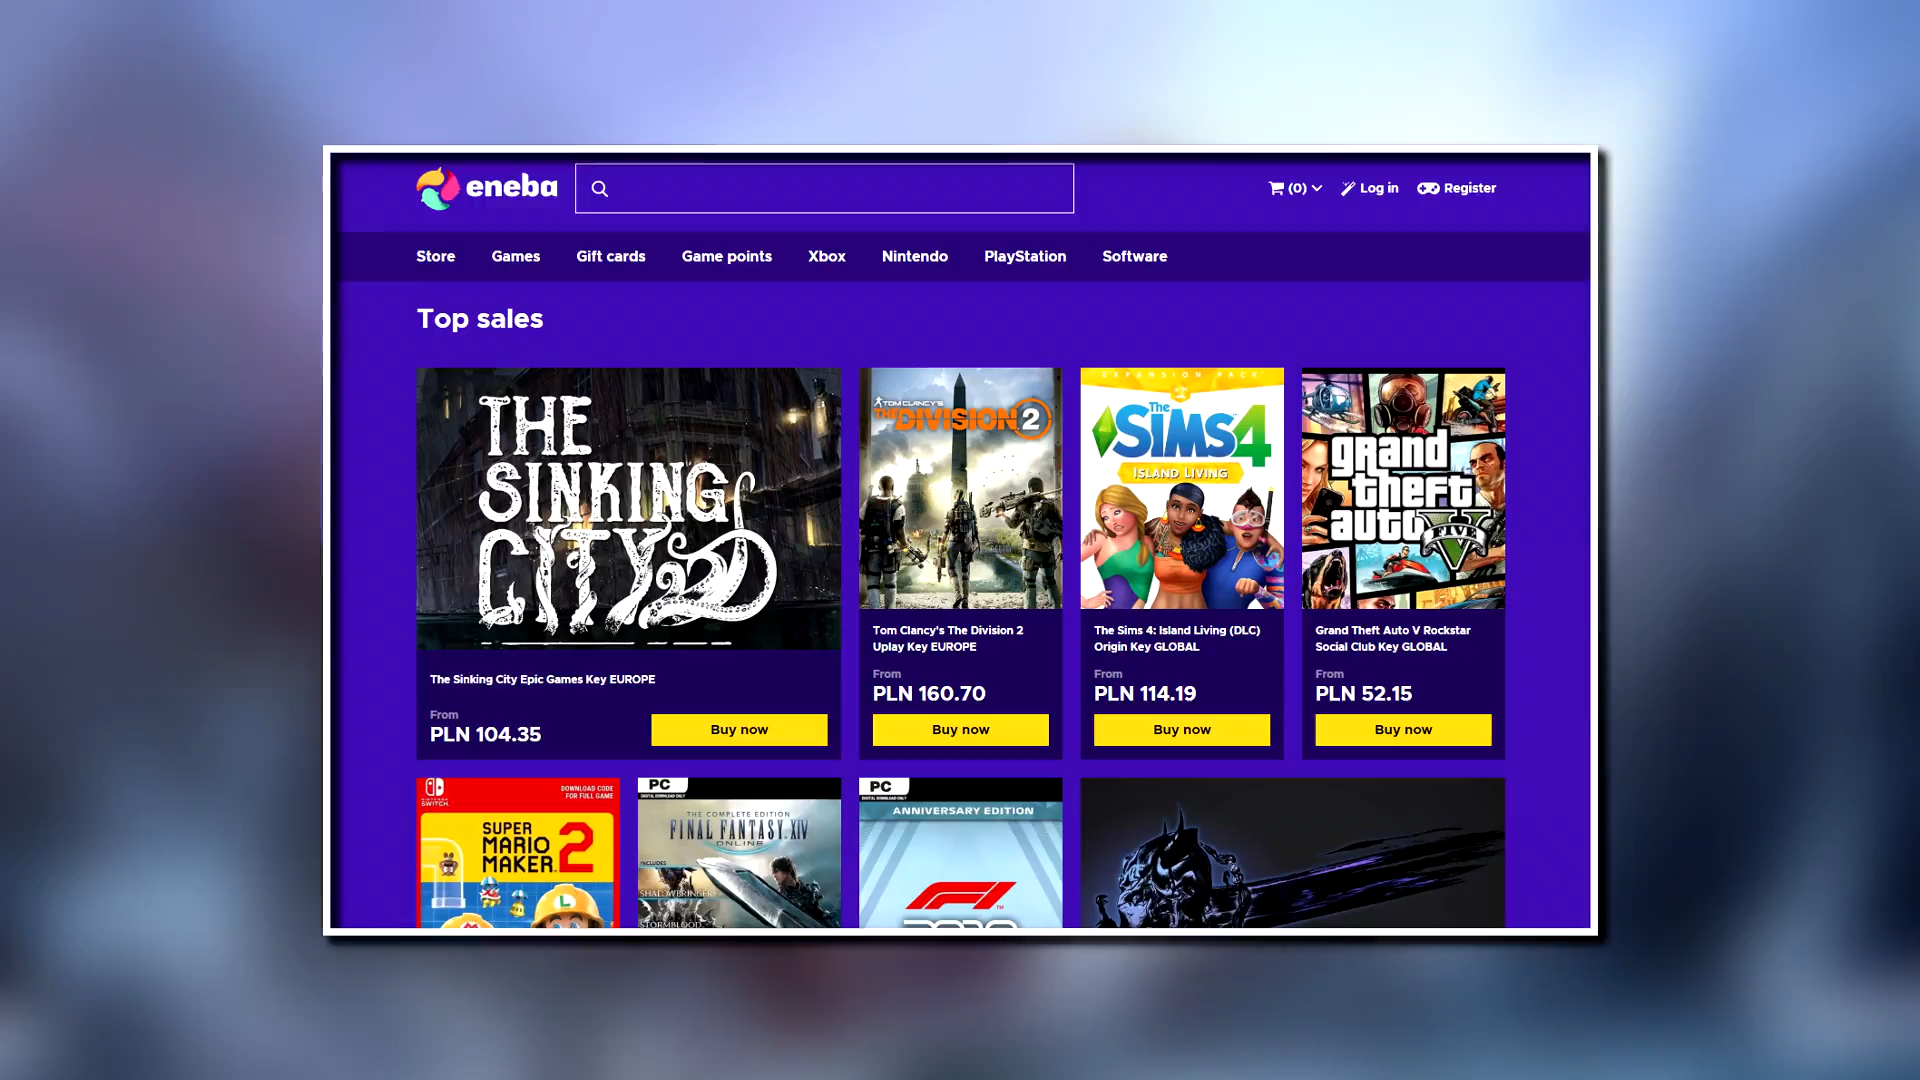 eneba
(0)
Log in
Register
Store
Games
Gift cards
Game points
Xbox
Nintendo
PlayStation
Software
Top sales
THE
SINKING
CITY
The Sinking City Epic Games Key EUROPE
From
PLN 104.35
Buy now
TOM CLANCY'S
THE DIVISION 2
Tom Clancy's The Division 2
Uplay Key EUROPE
From
PLN 160.70
Buy now
EXPANSION PACK
The
SIMS 4
ISLAND LIVING
The Sims 4: Island Living (DLC)
Origin Key GLOBAL
From
PLN 114.19
Buy now
grand
theft
auto V
FIVE
Grand Theft Auto V Rockstar
Social Club Key GLOBAL
From
PLN 52.15
Buy now
NINTENDO
SWITCH
DOWNLOAD CODE
FOR FULL GAME
SUPER
MARIO
MAKER 2
L
PC
DIGITAL DOWNLOAD ONLY
THE COMPLETE EDITION
FINAL FANTASY XIV
ONLINE
INCLUDES
SHADOWBRINGERS
STORMBLOOD
PC
DIGITAL DOWNLOAD ONLY
ANNIVERSARY EDITION
F1